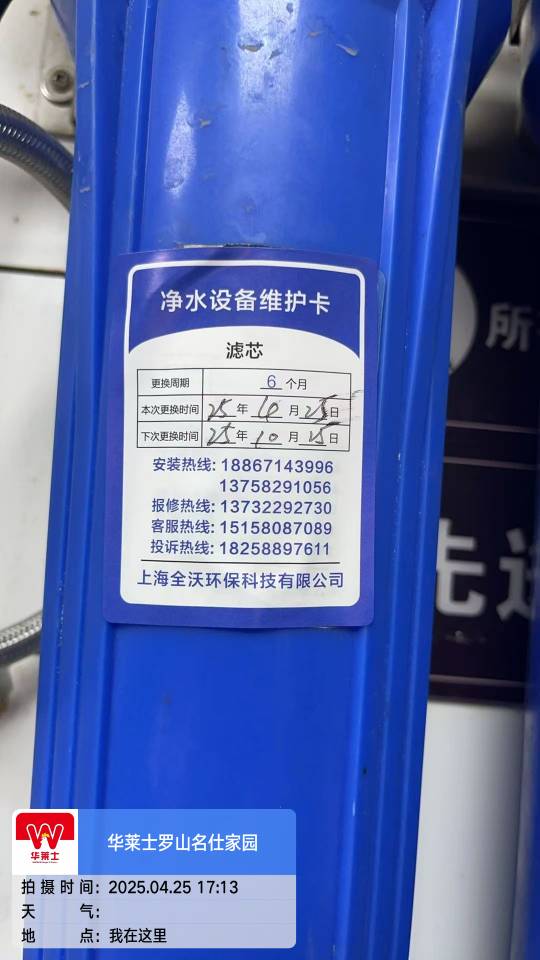 净水设备维护卡
滤芯
更换周期 6 个月
本次更换时间 25 年 4 月 25 日
下次更换时间 25 年 10 月 25 日
安装热线: 18867143996
13758291056
报修热线: 13732292730
客服热线: 15158087089
投诉热线: 18258897611
上海全沃环保科技有限公司
所
先
华莱士
华莱士罗山名仕家园
拍摄时间: 2025.04.25 17:13
天气:
地点: 我在这里